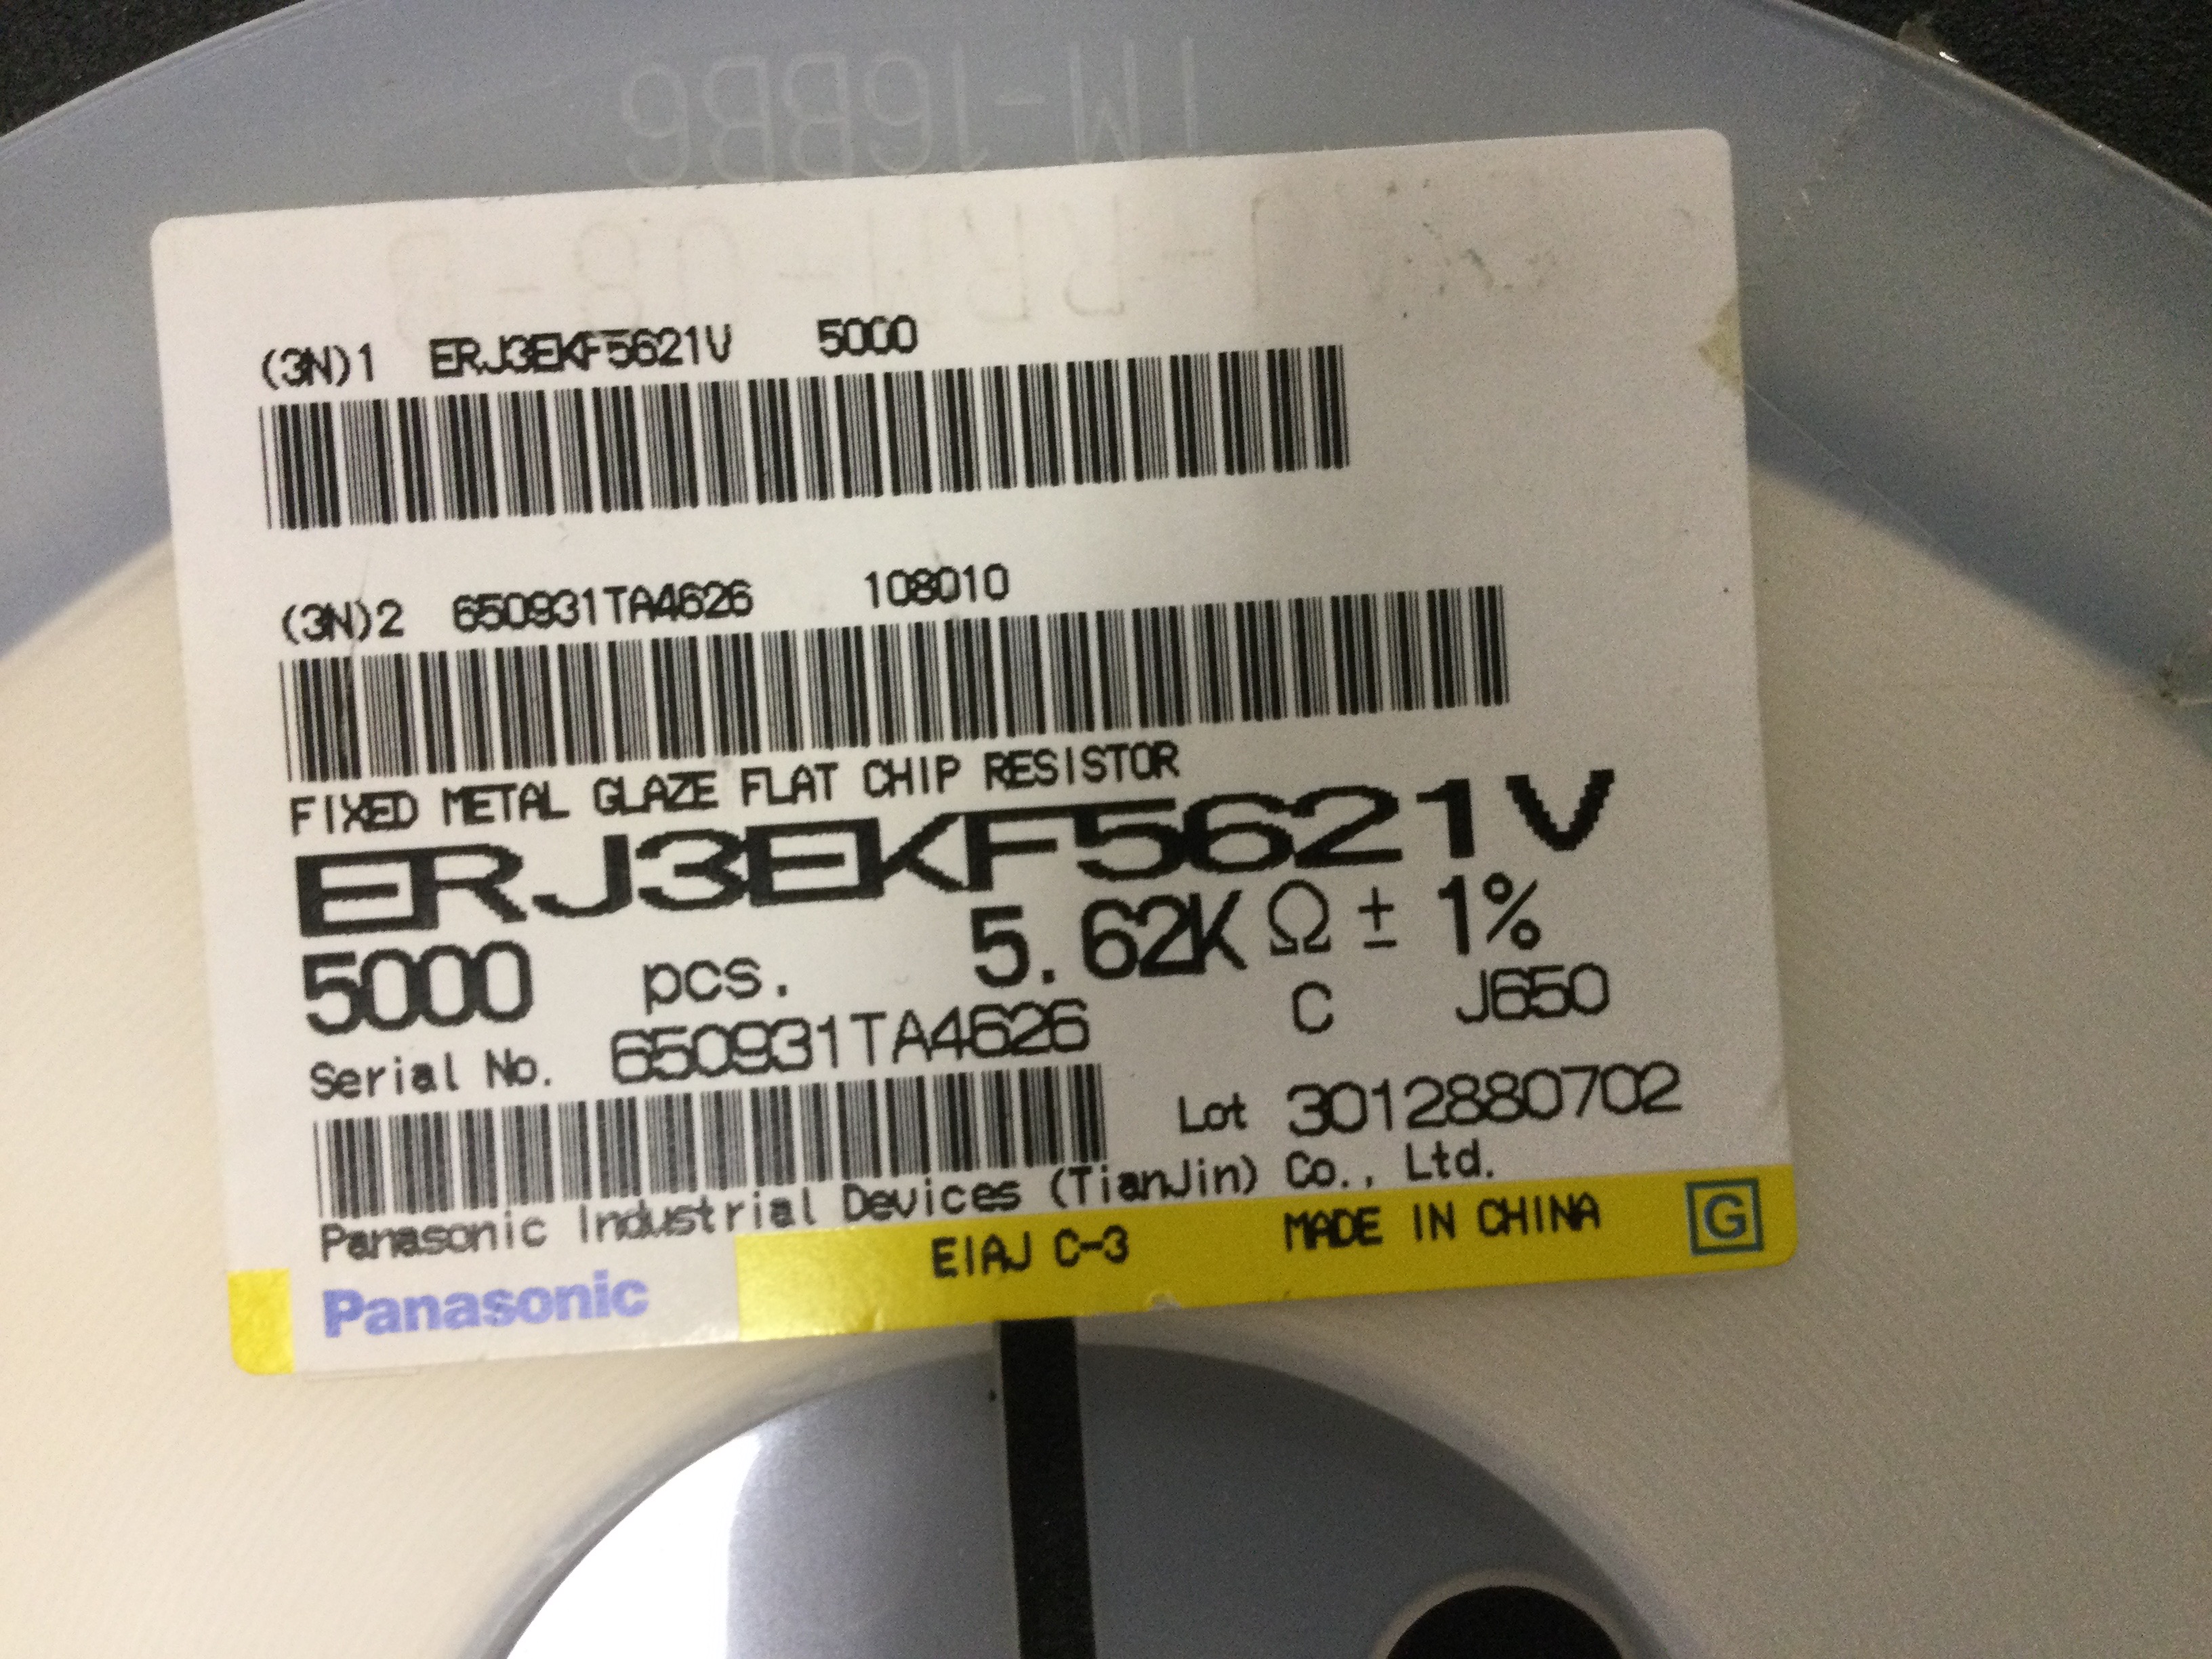 (3N)1 ERJ3EKF5621V 5000
(3N)2 650931TA4626 108010
FIXED METAL GLAZE FLAT CHIP RESISTOR
ERJ3EKF5621V
5000 pcs. 5.62KΩ ± 1%
C J650
Serial No. 650931TA4626
Lot 3012880702
Panasonic Industrial Devices (TianJin) Co., Ltd.
Panasonic EIAJ C-3 MADE IN CHINA G